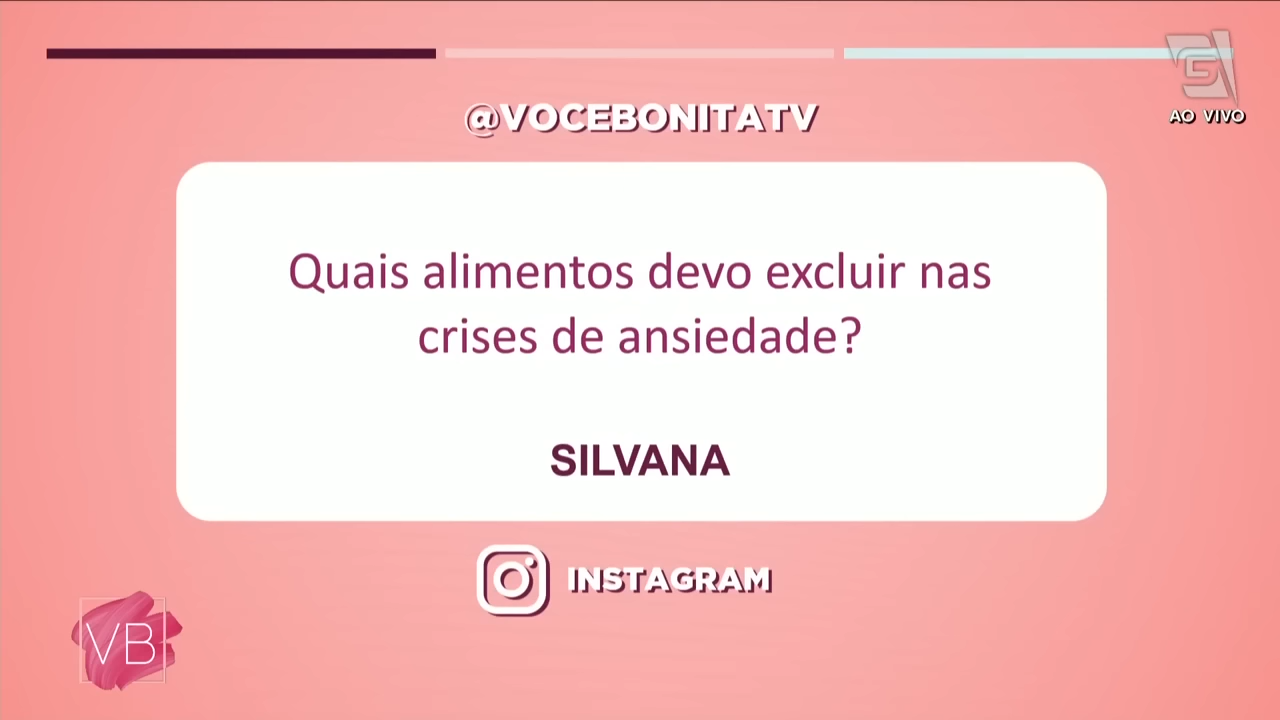 @VOCEBONITATV
AO VIVO
Quais alimentos devo excluir nas
crises de ansiedade?
SILVANA
INSTAGRAM
VB